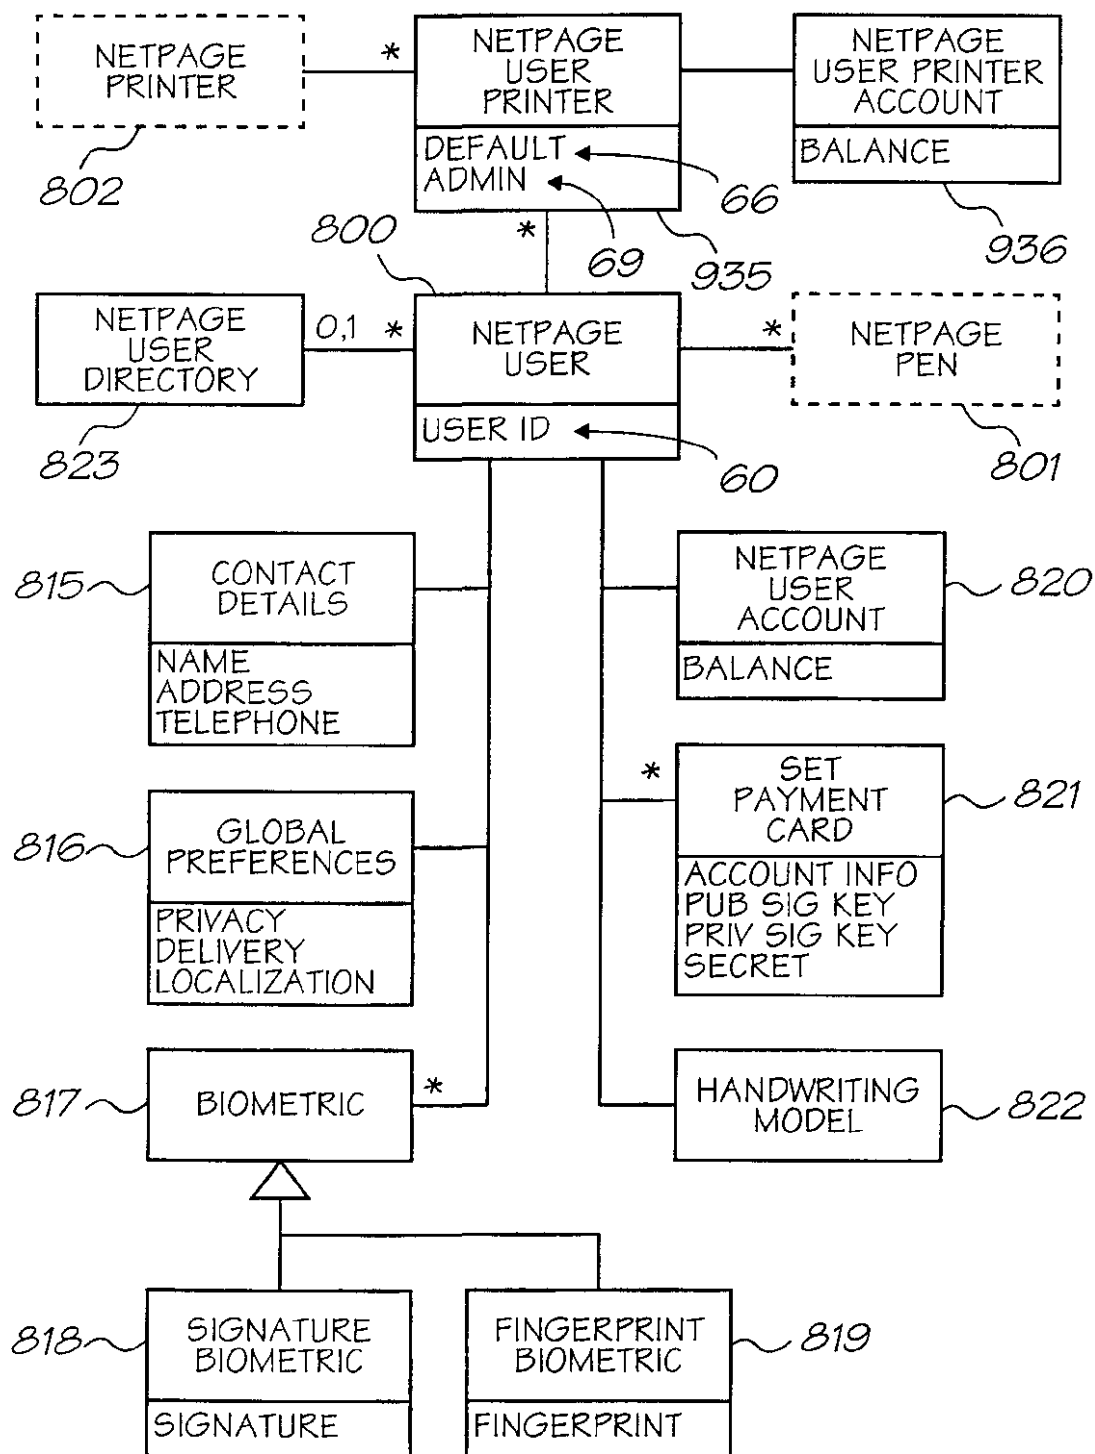 NETPAGE
PRINTER
802
*
NETPAGE
USER
PRINTER
DEFAULT
ADMIN
66
69
935
NETPAGE
USER PRINTER
ACCOUNT
BALANCE
936
*
800
NETPAGE
USER
DIRECTORY
823
0,1 *
NETPAGE
USER
USER ID
60
*
NETPAGE
PEN
801
815
CONTACT
DETAILS
NAME
ADDRESS
TELEPHONE
NETPAGE
USER
ACCOUNT
BALANCE
820
816
GLOBAL
PREFERENCES
PRIVACY
DELIVERY
LOCALIZATION
*
SET
PAYMENT
CARD
ACCOUNT INFO
PUB SIG KEY
PRIV SIG KEY
SECRET
821
817
BIOMETRIC
*
HANDWRITING
MODEL
822
818
SIGNATURE
BIOMETRIC
SIGNATURE
FINGERPRINT
BIOMETRIC
FINGERPRINT
819